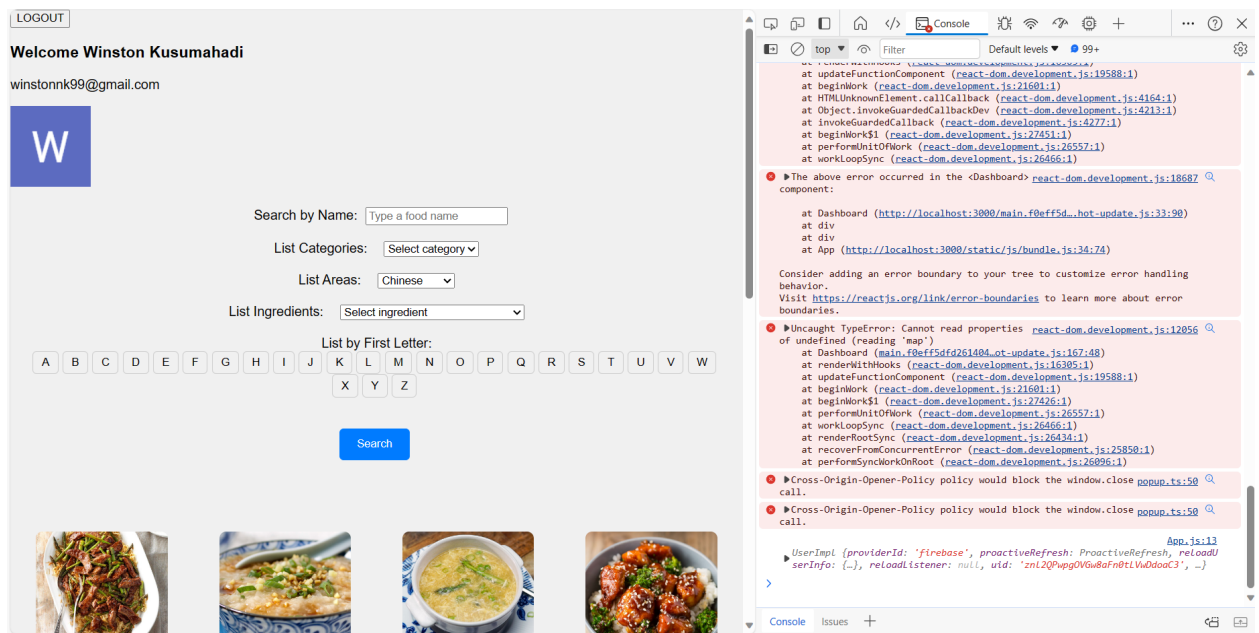 LOGOUT
Welcome Winston Kusumahadi
winstonnk99@gmail.com
W
Search by Name: Type a food name
List Categories: Select category
List Areas: Chinese
List Ingredients: Select ingredient
List by First Letter:
A B C D E F G H I J K L M N O P Q R S T U V W
X Y Z
Search
Console
top Filter Default levels 99+
at renderWithHooks (react-dom.development.js:16305:1)
at updateFunctionComponent (react-dom.development.js:19588:1)
at beginWork (react-dom.development.js:21601:1)
at HTMLUnknownElement.callCallback (react-dom.development.js:4164:1)
at Object.invokeGuardedCallbackDev (react-dom.development.js:4213:1)
at invokeGuardedCallback (react-dom.development.js:4277:1)
at beginWork$1 (react-dom.development.js:27451:1)
at performUnitOfWork (react-dom.development.js:26557:1)
at workLoopSync (react-dom.development.js:26466:1)
The above error occurred in the <Dashboard> react-dom.development.js:18687
component:
at Dashboard (http://localhost:3000/main.f0eff5d….hot-update.js:33:90)
at div
at div
at App (http://localhost:3000/static/js/bundle.js:34:74)
Consider adding an error boundary to your tree to customize error handling
behavior.
Visit https://reactjs.org/link/error-boundaries to learn more about error
boundaries.
Uncaught TypeError: Cannot read properties react-dom.development.js:12056
of undefined (reading 'map')
at Dashboard (main.f0eff5dfd261404…ot-update.js:167:48)
at renderWithHooks (react-dom.development.js:16305:1)
at updateFunctionComponent (react-dom.development.js:19588:1)
at beginWork (react-dom.development.js:21601:1)
at beginWork$1 (react-dom.development.js:27426:1)
at performUnitOfWork (react-dom.development.js:26557:1)
at workLoopSync (react-dom.development.js:26466:1)
at renderRootSync (react-dom.development.js:26434:1)
at recoverFromConcurrentError (react-dom.development.js:25850:1)
at performSyncWorkOnRoot (react-dom.development.js:26096:1)
Cross-Origin-Opener-Policy policy would block the window.close popup.ts:50
call.
Cross-Origin-Opener-Policy policy would block the window.close popup.ts:50
call.
App.js:13
UserImpl {providerId: 'firebase', proactiveRefresh: ProactiveRefresh, reloadU
serInfo: {…}, reloadListener: null, uid: 'znl2QPwpgOVGw8aFn0tLVwDdoaC3', …}
Console Issues